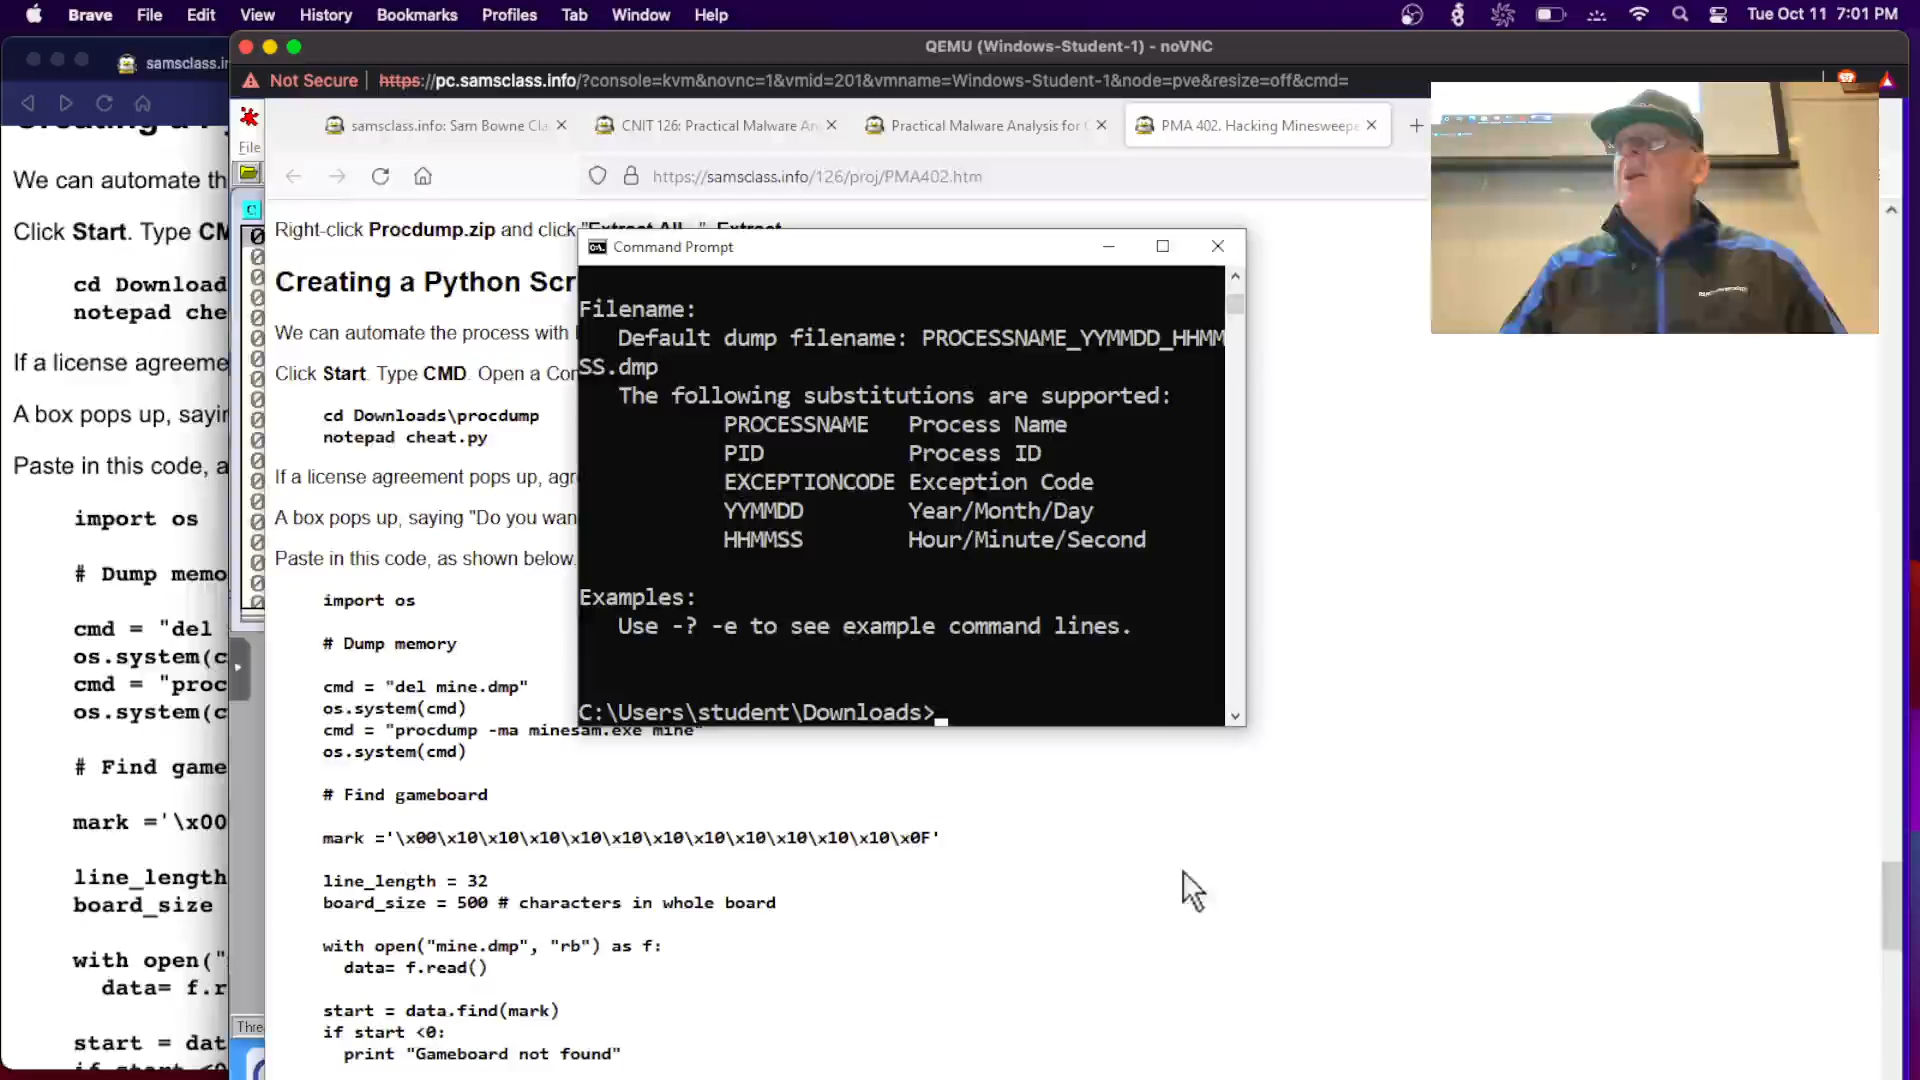 Brave File Edit View History Bookmarks Profiles Tab Window Help
Tue Oct 11 7:01 PM
samsclass.in
QEMU (Windows-Student-1) - noVNC
Not Secure | https://pc.samsclass.info/?console=kvm&novnc=1&vmid=201&vmname=Windows-Student-1&node=pve&resize=off&cmd=
samsclass.info: Sam Bowne Cla
CNIT 126: Practical Malware An
Practical Malware Analysis for
PMA 402. Hacking Minesweepe
File
https://samsclass.info/126/proj/PMA402.htm
We can automate th
Click Start. Type CM
cd Download
notepad che
If a license agreeme
A box pops up, sayin
Paste in this code, a
import os
# Dump memo
cmd = "del
os.system(c
cmd = "proc
os.system(c
# Find game
mark ='\x00
line_length
board_size
with open("
data= f.r
start = dat
Thre
Right-click Procdump.zip and click "Extract All...", Extract
Creating a Python Scr
We can automate the process with
Click Start. Type CMD. Open a Con
cd Downloads\procdump
notepad cheat.py
If a license agreement pops up, agr
A box pops up, saying "Do you wan
Paste in this code, as shown below.
import os
# Dump memory
cmd = "del mine.dmp"
os.system(cmd)
cmd = "procdump -ma minesam.exe mine"
os.system(cmd)
# Find gameboard
mark ='\x00\x10\x10\x10\x10\x10\x10\x10\x10\x10\x10\x10\x0F'
line_length = 32
board_size = 500 # characters in whole board
with open("mine.dmp", "rb") as f:
data= f.read()
start = data.find(mark)
if start <0:
print "Gameboard not found"
Command Prompt
Filename:
Default dump filename: PROCESSNAME_YYMMDD_HHMM
SS.dmp
The following substitutions are supported:
PROCESSNAME Process Name
PID Process ID
EXCEPTIONCODE Exception Code
YYMMDD Year/Month/Day
HHMMSS Hour/Minute/Second
Examples:
Use -? -e to see example command lines.
C:\Users\student\Downloads>